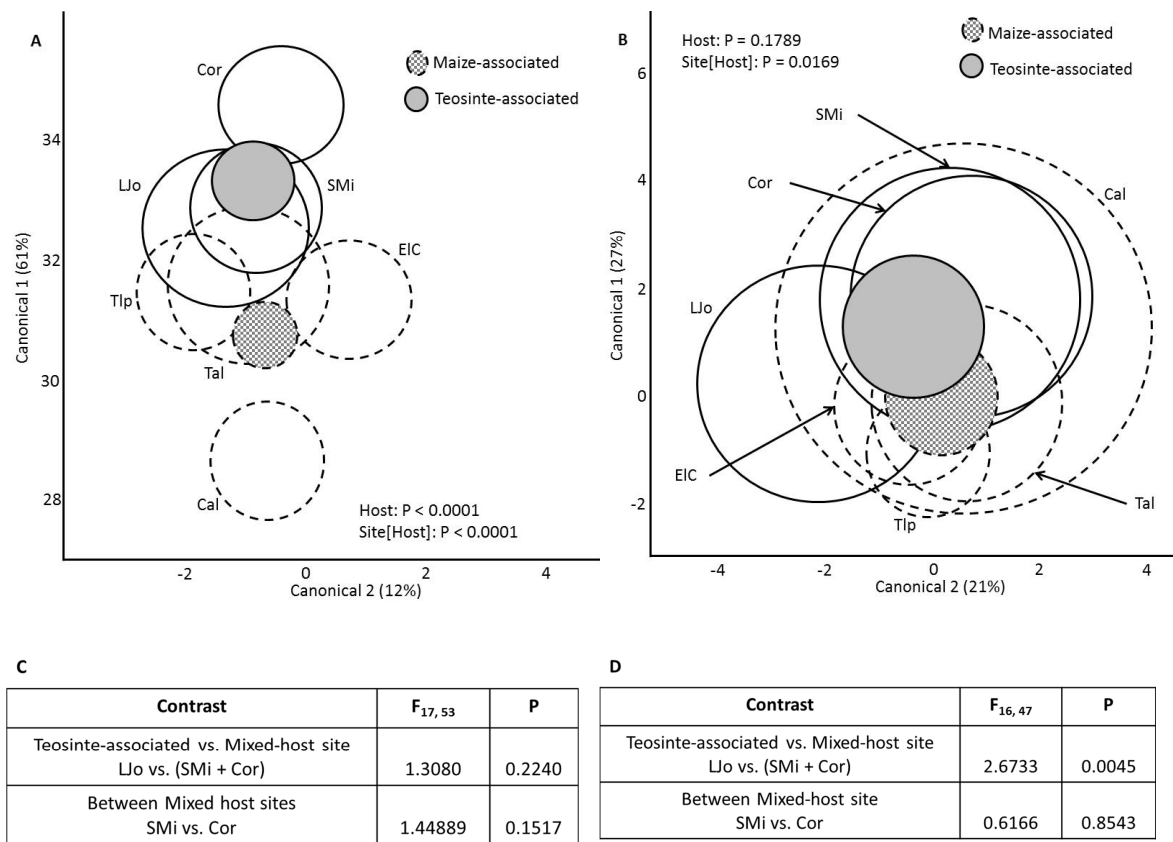 A
Cor
Maize-associated
Teosinte-associated
34
LJo
SMi
32
Canonical 1 (61%)
ElC
Tlp
Tal
30
Cal
28
Host: P < 0.0001
Site[Host]: P < 0.0001
-2 0 2 4
Canonical 2 (12%)
B
Host: P = 0.1789
Site[Host]: P = 0.0169
Maize-associated
Teosinte-associated
6
SMi
Cor
Cal
4
LJo
2
Canonical 1 (27%)
0
ElC
Tal
Tlp
-2
-4 -2 0 2 4
Canonical 2 (21%)
C
Contrast F17, 53 P
Teosinte-associated vs. Mixed-host site
LJo vs. (SMi + Cor) 1.3080 0.2240
Between Mixed host sites
SMi vs. Cor 1.44889 0.1517
D
Contrast F16, 47 P
Teosinte-associated vs. Mixed-host site
LJo vs. (SMi + Cor) 2.6733 0.0045
Between Mixed-host site
SMi vs. Cor 0.6166 0.8543